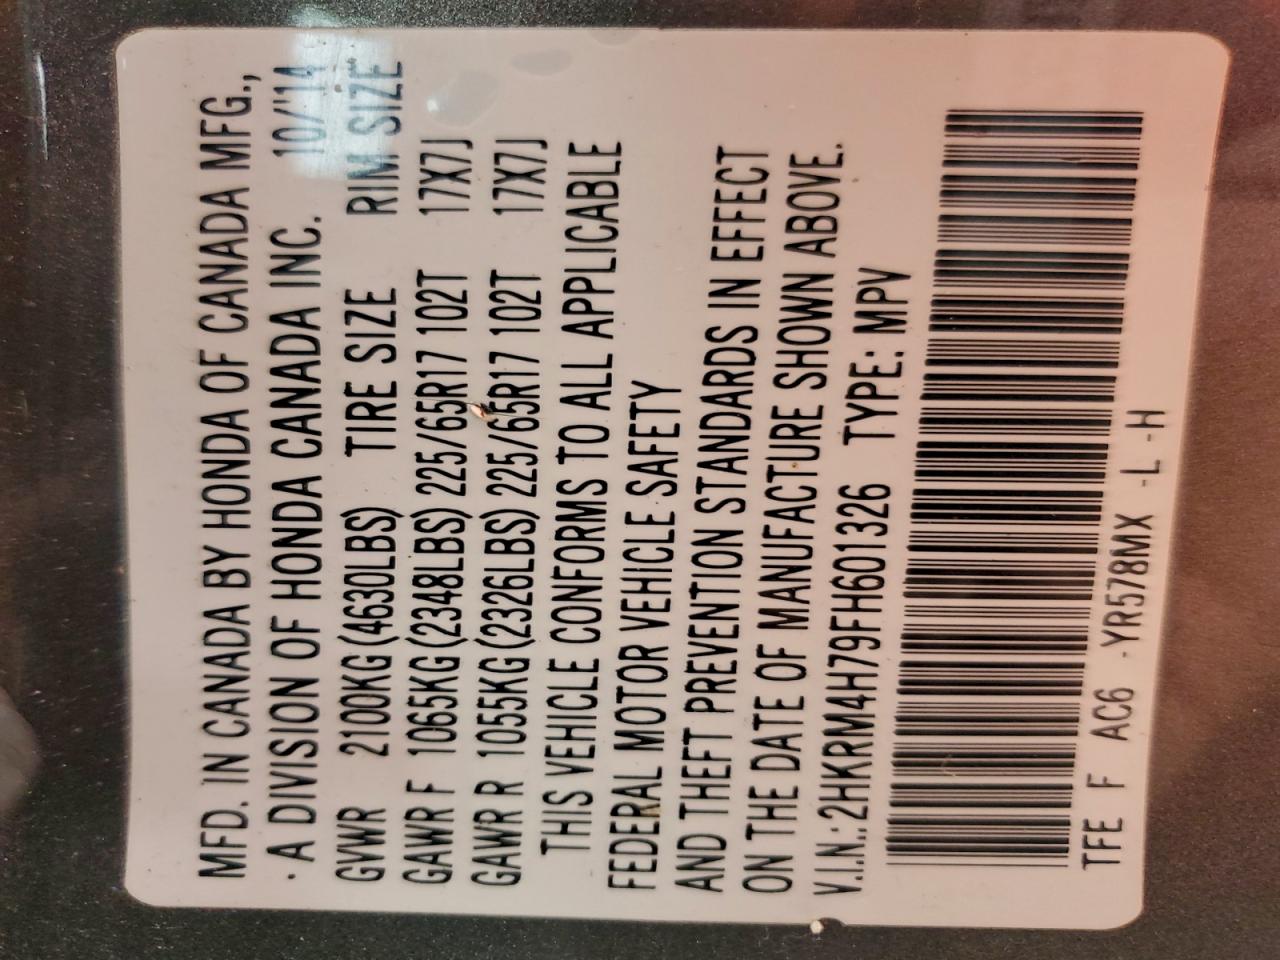 MFD. IN CANADA BY HONDA OF CANADA MFG.,
A DIVISION OF HONDA CANADA INC. 10/'14
GVWR 2100KG (4630LBS) TIRE SIZE RIM SIZE
GAWR F 1065KG (2348LBS) 225/65R17 102T 17X7J
GAWR R 1055KG (2326LBS) 225/65R17 102T 17X7J
THIS VEHICLE CONFORMS TO ALL APPLICABLE
FEDERAL MOTOR VEHICLE SAFETY
AND THEFT PREVENTION STANDARDS IN EFFECT
ON THE DATE OF MANUFACTURE SHOWN ABOVE.
V.I.N.:2HKRM4H79FH601326 TYPE: MPV
TFE F AC6 -YR578MX -L -H